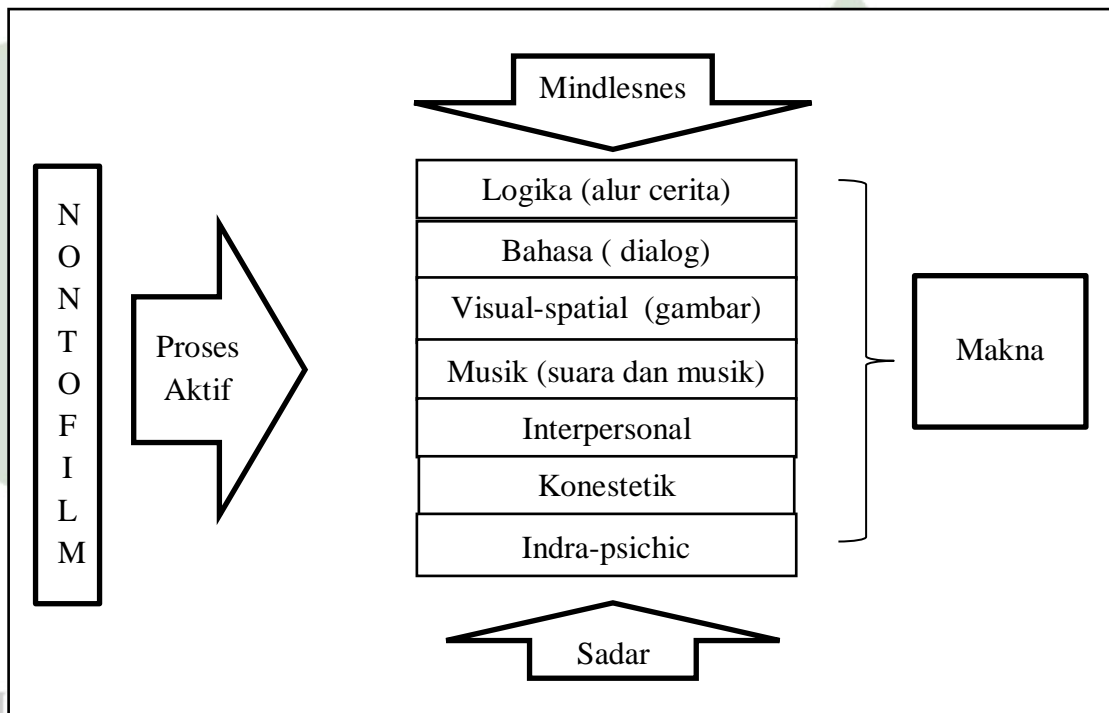 Mindlesnes
NONTOFILM
Proses
Aktif
Logika (alur cerita)
Bahasa ( dialog)
Visual-spatial (gambar)
Musik (suara dan musik)
Interpersonal
Konestetik
Indra-psichic
Makna
Sadar